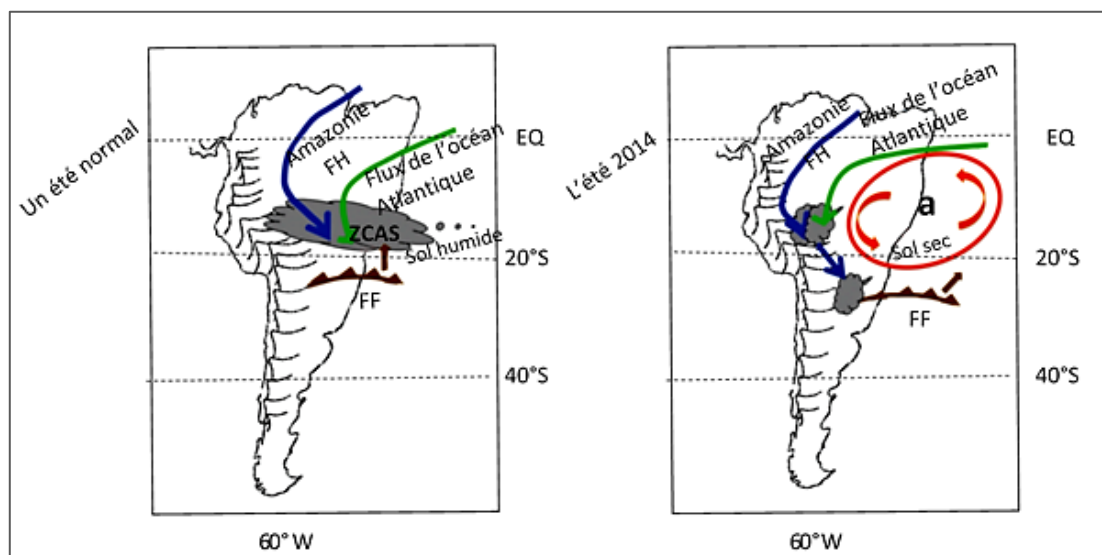 Un été normal
Amazonie
FH
Flux de l'océan
Atlantique
ZCAS
Sol humide
FF
EQ
20°S
40°S
60°W
L'été 2014
Amazonie
FH
Flux de l'océan
Atlantique
a
Sol sec
FF
EQ
20°S
40°S
60°W